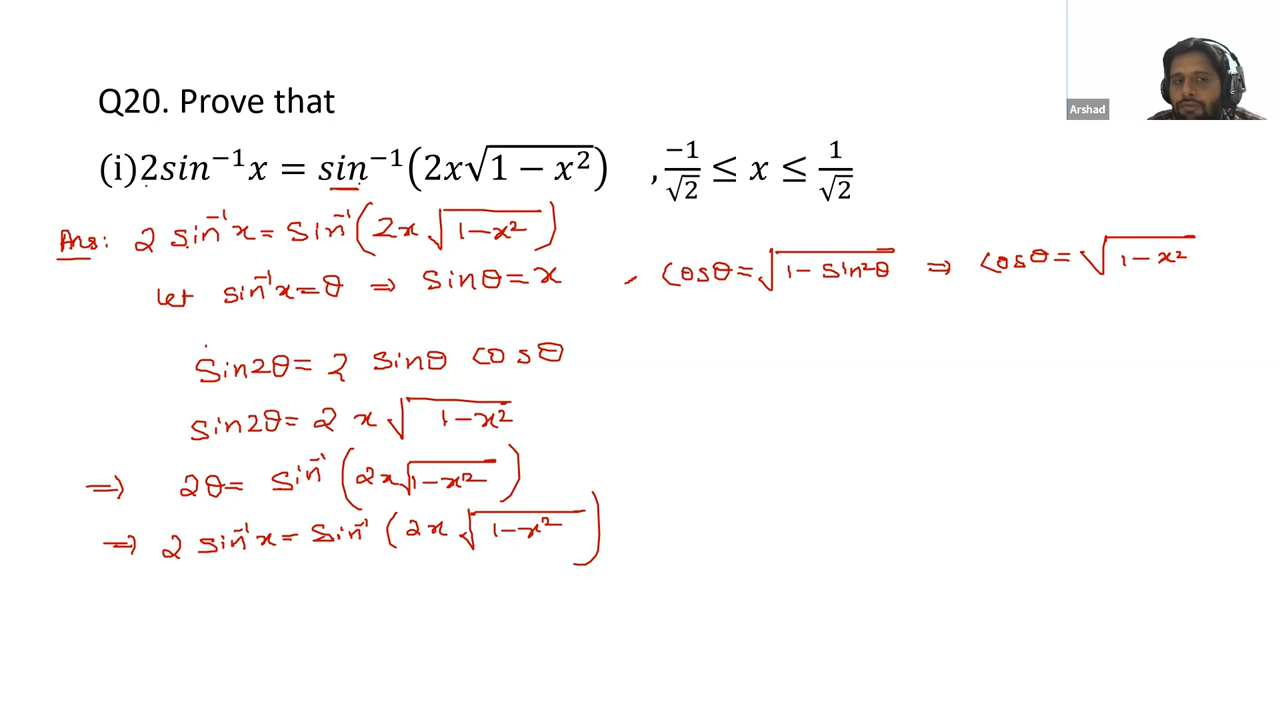 Q20. Prove that
Arshad
(i)2sin⁻¹x = sin⁻¹(2x√(1 − x²)) , −1/√2 ≤ x ≤ 1/√2
Ans: 2 sin⁻¹x = sin⁻¹(2x √(1−x²))
let sin⁻¹x = θ ⇒ sinθ = x , cosθ = √(1 − sin²θ) ⇒ cosθ = √(1 − x²)
sin2θ = 2 sinθ cosθ
sin2θ = 2 x √(1−x²)
⇒ 2θ = sin⁻¹(2x√(1−x²))
⇒ 2 sin⁻¹x = sin⁻¹(2x √(1−x²))